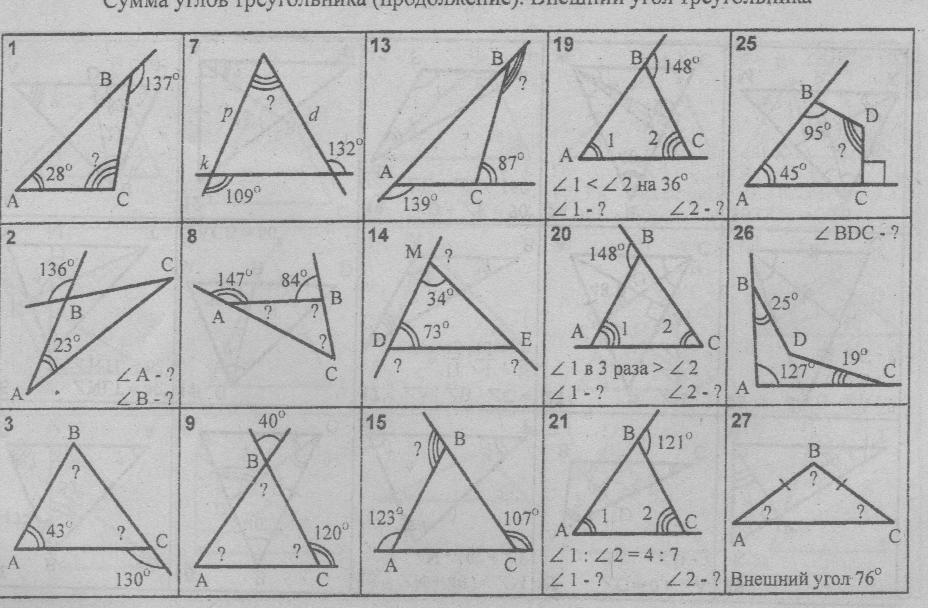 Сумма углов треугольника (продолжение). Внешний угол треугольника
1
B
137°
28°
?
A
C
7
?
p
d
k
132°
109°
13
B
?
A
87°
139°
C
19
B
148°
1
2
A
C
∠1 < ∠2 на 36°
∠1 - ?
∠2 - ?
25
B
D
95°
?
45°
A
C
∠BDC - ?
2
136°
C
B
23°
A
∠A - ?
∠B - ?
8
147°
84°
A
?
?
B
?
C
14
M
?
34°
D
73°
E
?
?
20
B
148°
A
1
2
C
∠1 в 3 раза > ∠2
∠1 - ?
∠2 - ?
26
B
25°
D
19°
127°
A
C
3
B
?
43°
?
A
C
130°
9
40°
B
?
120°
?
?
A
C
15
?
B
123°
107°
A
C
21
B
121°
1
2
A
C
∠1 : ∠2 = 4 : 7
∠1 - ?
∠2 - ?
27
B
?
?
?
A
C
Внешний угол 76°